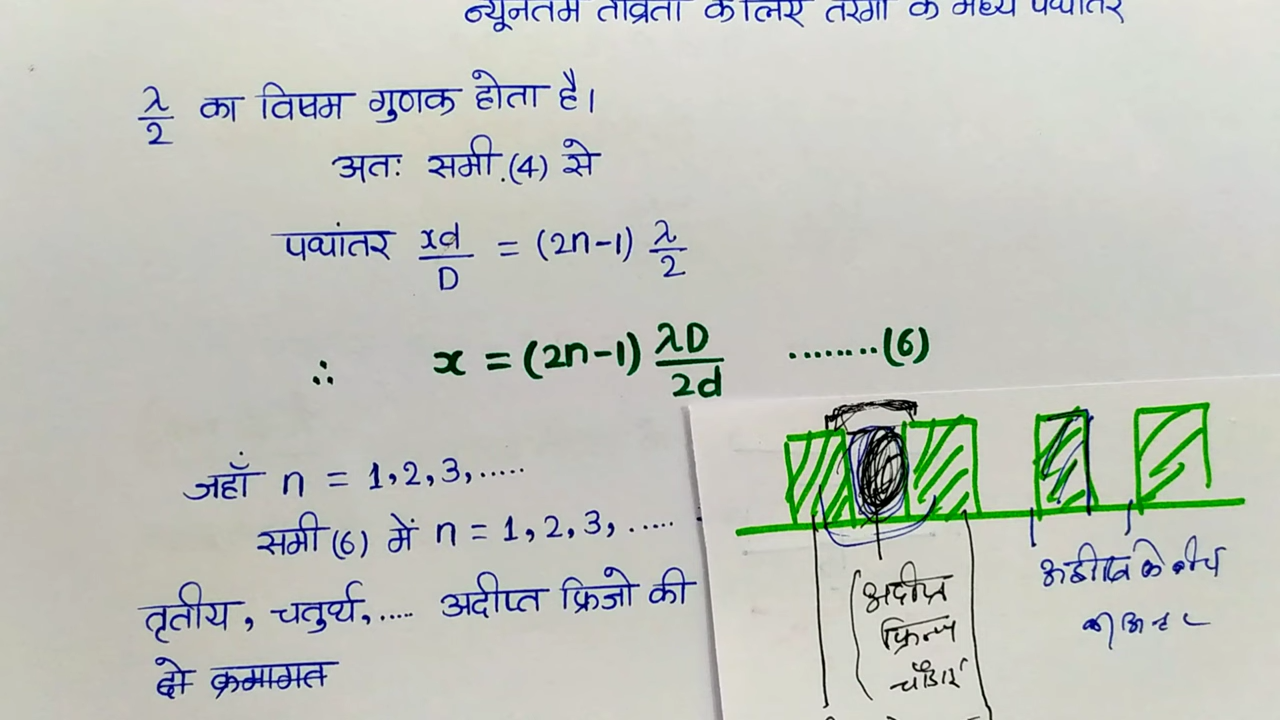 न्यूनतम तीव्रता के लिए तरंगों के मध्य पथांतर
λ/2 का विषम गुणक होता है।
अतः समी.(4) से
पथांतर xd/D = (2n-1) λ/2
∴ x = (2n-1) λD/2d ........(6)
जहाँ n = 1,2,3,.....
समी(6) में n = 1,2,3, .....
तृतीय, चतुर्थ,.... अदीप्त फ्रिंजो की
दो क्रमागत
अदीप्त
फ्रिन्ज
चौड़ाई
अदीप्त के बीच